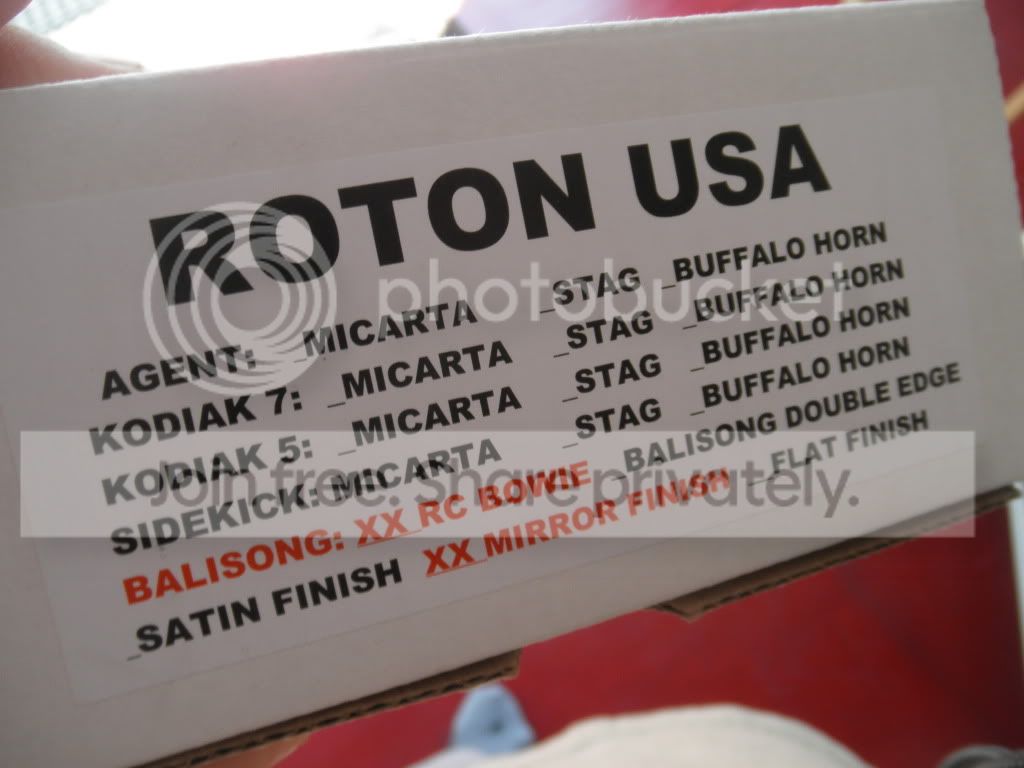 ROTON USA
AGENT: _MICARTA _STAG _BUFFALO HORN
KODIAK 7: _MICARTA _STAG _BUFFALO HORN
KODIAK 5: _MICARTA _STAG _BUFFALO HORN
SIDEKICK: MICARTA _STAG _BUFFALO HORN
BALISONG: XX RC BOWIE _BALISONG DOUBLE EDGE
_SATIN FINISH XX MIRROR FINISH _FLAT FINISH
photobucket
Join free. Share privately.